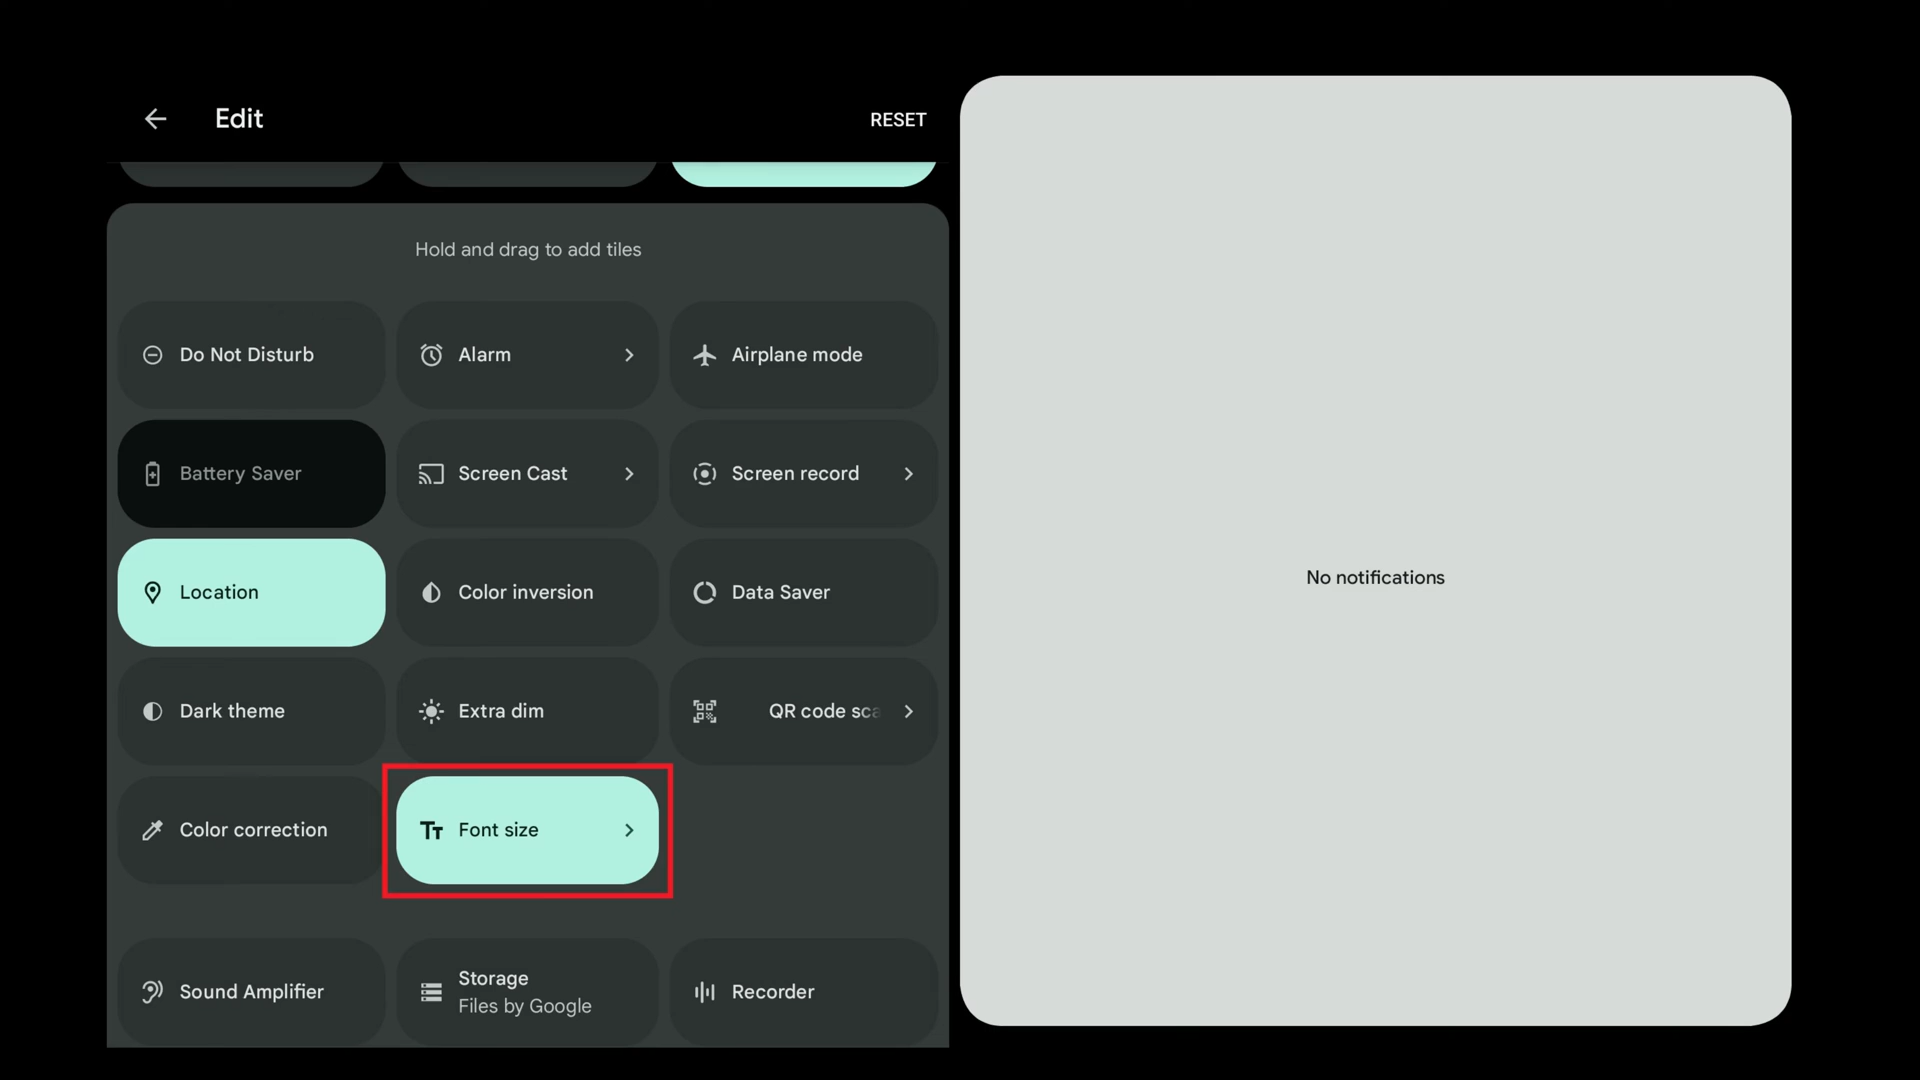 Edit
RESET
Hold and drag to add tiles
Do Not Disturb
Alarm
Airplane mode
Battery Saver
Screen Cast
Screen record
Location
Color inversion
Data Saver
Dark theme
Extra dim
QR code sca
Color correction
Font size
Sound Amplifier
Storage
Files by Google
Recorder
No notifications